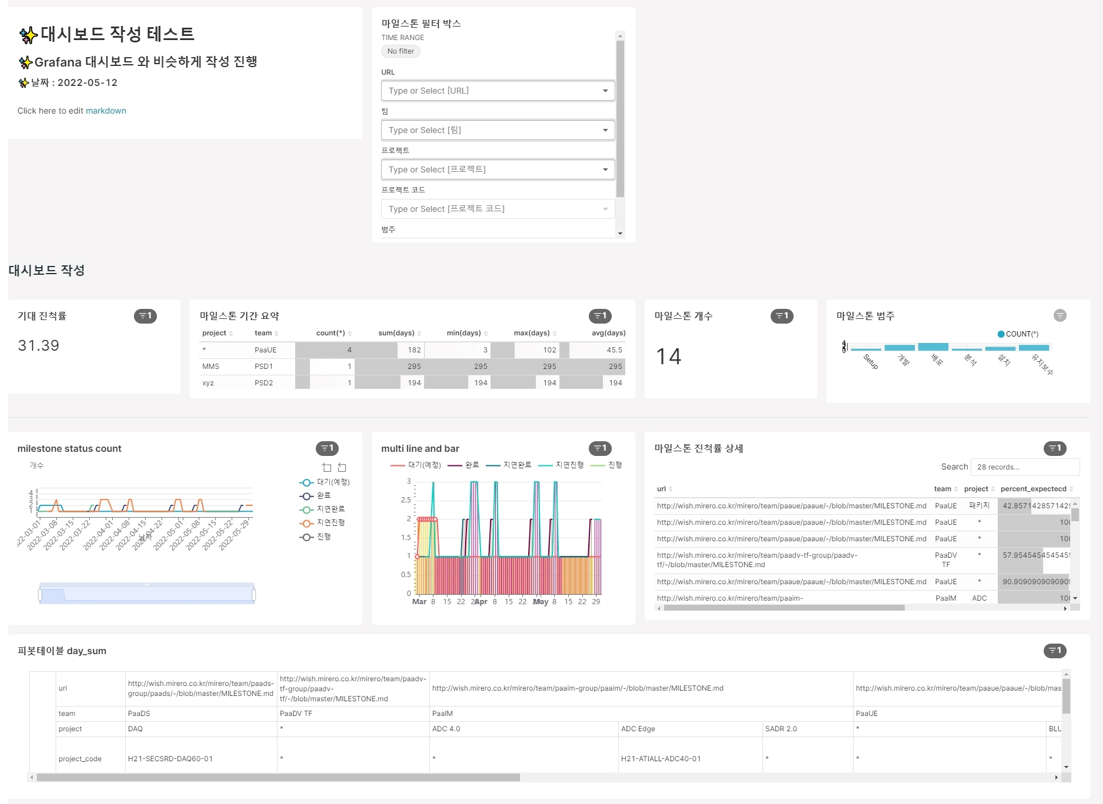 ✨대시보드 작성 테스트
✨Grafana 대시보드 와 비슷하게 작성 진행
✨날짜 : 2022-05-12
Click here to edit markdown
마일스톤 필터 박스
TIME RANGE
No filter
URL
Type or Select [URL]
팀
Type or Select [팀]
프로젝트
Type or Select [프로젝트]
프로젝트 코드
Type or Select [프로젝트 코드]
범주
대시보드 작성
기대 진척률 1
31.39
마일스톤 기간 요약 1
project team count(*) sum(days) min(days) max(days) avg(days)
* PaaUE 4 182 3 102 45.5
MMS PSD1 1 295 295 295 295
xyz PSD2 1 194 194 194 194
마일스톤 개수 1
14
마일스톤 범주
COUNT(*)
Setup 개발 배포 분석 설치 유지보수
milestone status count 1
개수
대기(예정)
완료
지연완료
지연진행
진행
2022-03-08 2022-03-15 2022-03-22 2022-04-01 2022-04-08 2022-04-15 2022-04-22 2022-05-01 2022-05-08 2022-05-15 2022-05-22 2022-05-29
multi line and bar 1
대기(예정) 완료 지연완료 지연진행 진행
3
2.5
2
1.5
1
0.5
0
Mar 8 15 22 Apr 8 15 22 May 8 15 22 29
마일스톤 진척률 상세 1
Search 28 records...
url team project percent_expectecd
http://wish.mirero.co.kr/mirero/team/paaue/paaue/-/blob/master/MILESTONE.md PaaUE 패키지 42.8571428571428
http://wish.mirero.co.kr/mirero/team/paaue/paaue/-/blob/master/MILESTONE.md PaaUE * 100
http://wish.mirero.co.kr/mirero/team/paaue/paaue/-/blob/master/MILESTONE.md PaaUE * 100
http://wish.mirero.co.kr/mirero/team/paadv-tf-group/paadv- PaaDV * 57.9545454545455
tf/-/blob/master/MILESTONE.md TF
http://wish.mirero.co.kr/mirero/team/paaue/paaue/-/blob/master/MILESTONE.md PaaUE * 90.9090909090909
http://wish.mirero.co.kr/mirero/team/paaim- PaaIM ADC 100
피봇테이블 day_sum 1
url http://wish.mirero.co.kr/mirero/team/paads-group/paads/-/blob/master/MILESTONE.md http://wish.mirero.co.kr/mirero/team/paadv-tf-group/paadv-tf/-/blob/master/MILESTONE.md http://wish.mirero.co.kr/mirero/team/paaim-group/paaim/-/blob/master/MILESTONE.md http://wish.mirero.co.kr/mirero/team/paaue/paaue/-/blob/mas
team PaaDS PaaDV TF PaaIM PaaUE
project DAQ * ADC 4.0 ADC Edge SADR 2.0 * BLU
project_code H21-SECSRD-DAQ60-01 * * H21-ATIALL-ADC40-01 * * *